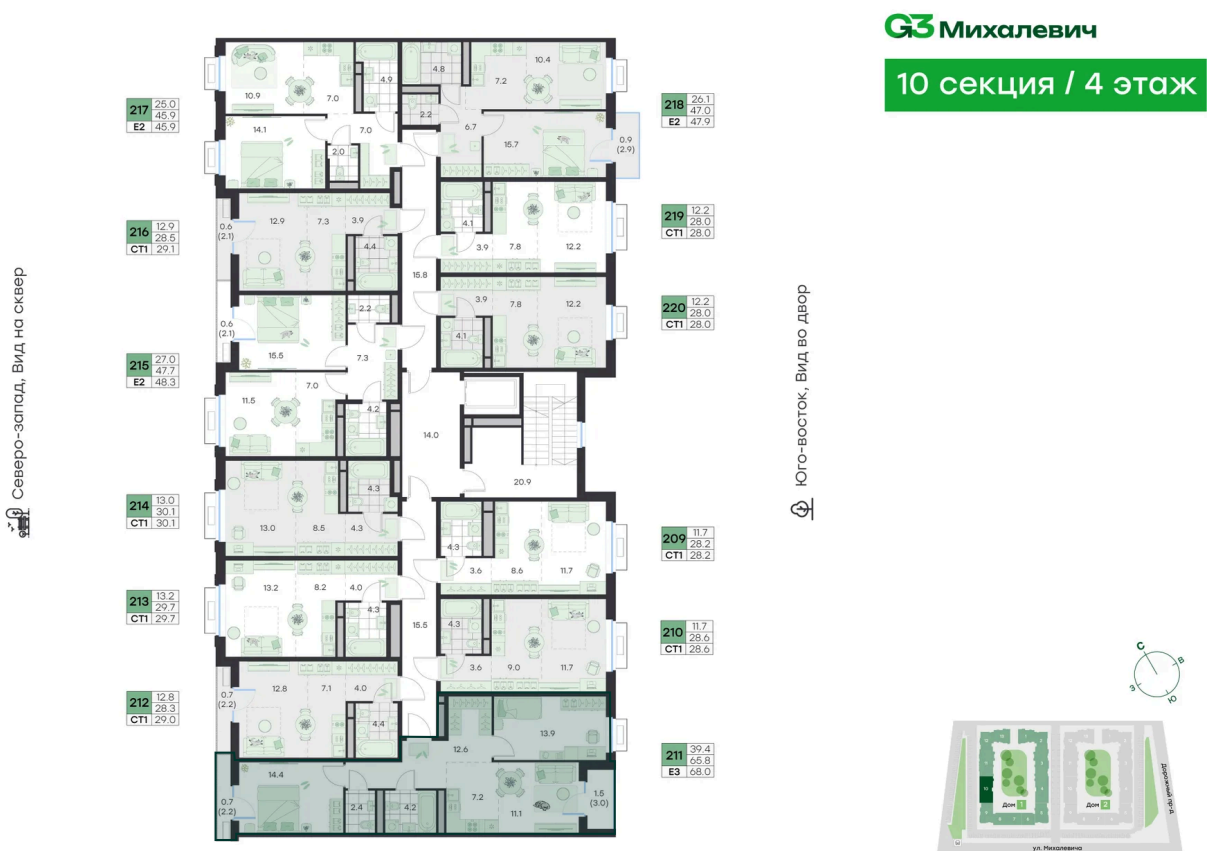 G3 Михалевич
10 секция / 4 этаж
Северо-запад, Вид на сквер
Юго-восток, Вид во двор
217 25.0
45.9
Е2 45.9
216 12.9
28.5
СТ1 29.1
215 27.0
47.7
Е2 48.3
214 13.0
30.1
СТ1 30.1
213 13.2
29.7
СТ1 29.7
212 12.8
28.3
СТ1 29.0
218 26.1
47.0
Е2 47.9
219 12.2
28.0
СТ1 28.0
220 12.2
28.0
СТ1 28.0
209 11.7
28.2
СТ1 28.2
210 11.7
28.6
СТ1 28.6
211 39.4
65.8
Е3 68.0
10.9 7.0 4.9
14.1 2.0 7.0
4.8 7.2 10.4
2.2 6.7 15.7
0.9
(2.9)
0.6
(2.1)
12.9 7.3 3.9
4.4
4.1
3.9 7.8 12.2
15.8
3.9 7.8 12.2
4.1
0.6
(2.1)
2.2
15.5 7.3
7.0
11.5 4.2
14.0
20.9
4.3
13.0 8.5 4.3
4.3
3.6 8.6 11.7
13.2 8.2 4.0
4.3
15.5
4.3
3.6 9.0 11.7
0.7
(2.2)
12.8 7.1 4.0
4.4
13.9
12.6
0.7
(2.2)
14.4 2.4 4.2 7.2 11.1
1.5
(3.0)
С
В
З
Ю
Дом 1
Дом 2
Дорожный пр-д
ул. Михалевича